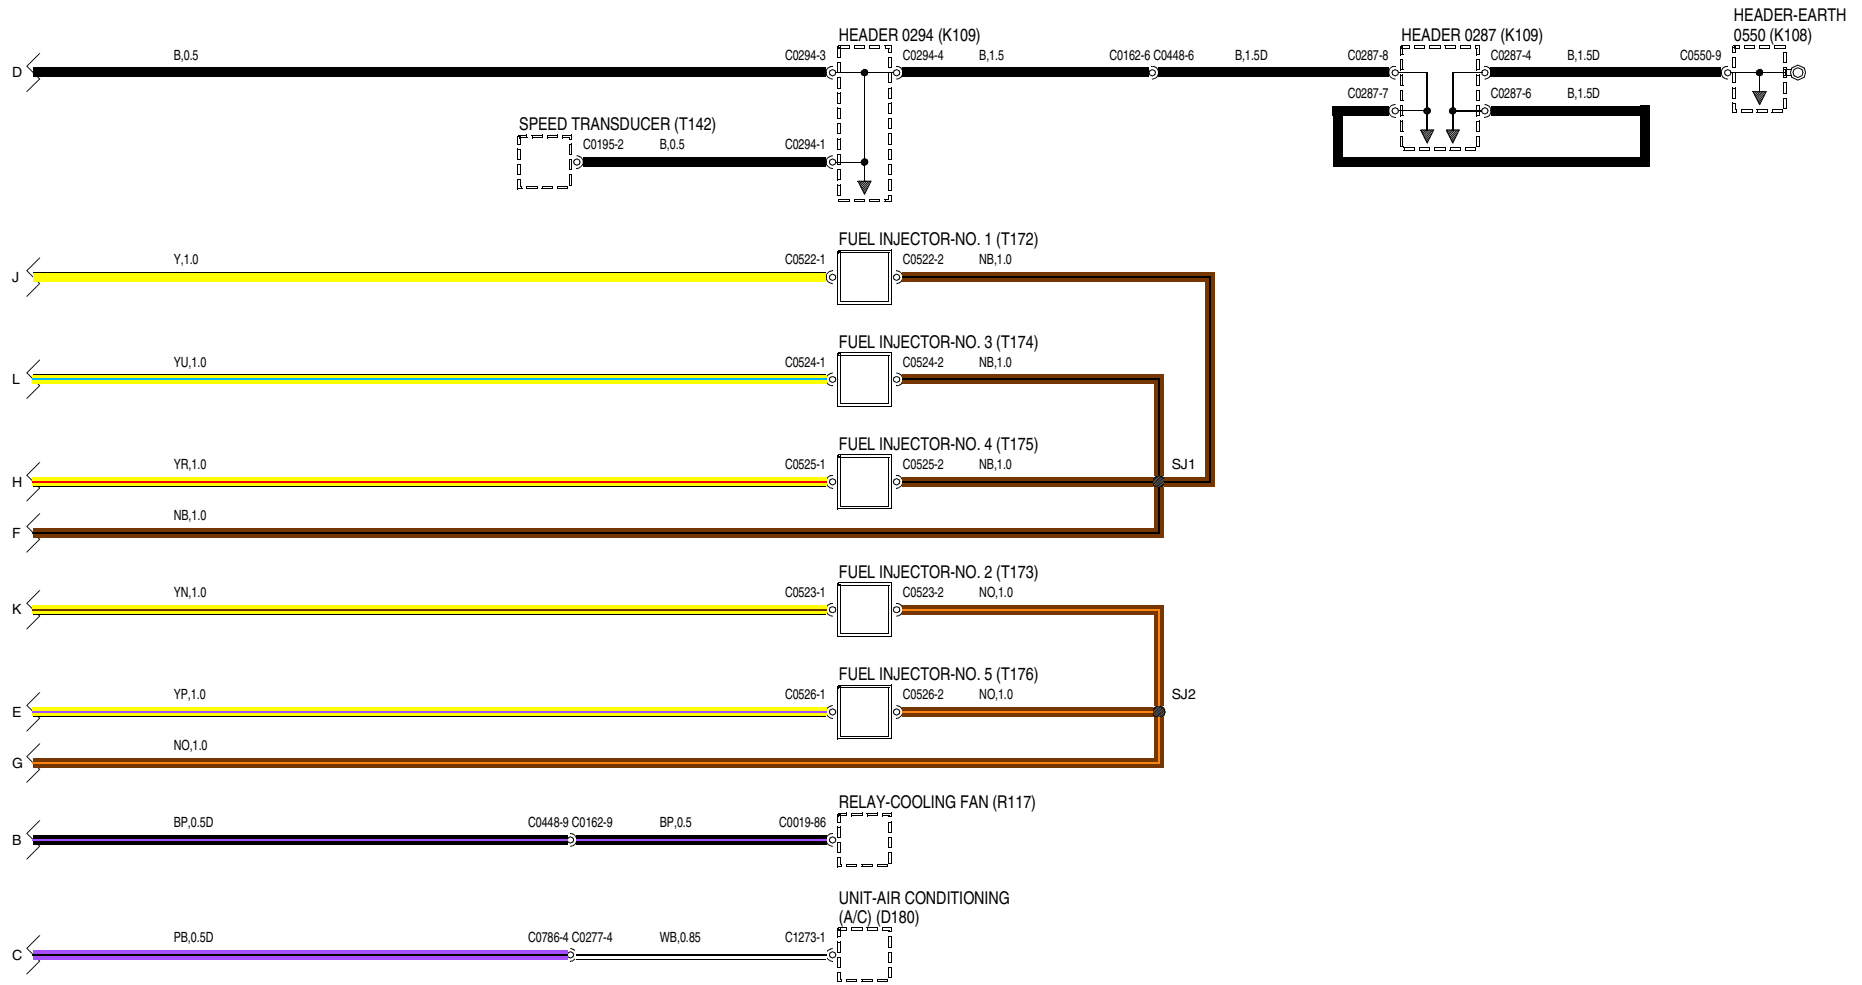 HEADER-EARTH
0550 (K108)
HEADER 0294 (K109)
HEADER 0287 (K109)
D
B,0.5
C0294-3
C0294-4
B,1.5
C0162-6 C0448-6
B,1.5D
C0287-8
C0287-4
B,1.5D
C0550-9
C0287-7
C0287-6
B,1.5D
SPEED TRANSDUCER (T142)
C0195-2
B,0.5
C0294-1
FUEL INJECTOR-NO. 1 (T172)
J
Y,1.0
C0522-1
C0522-2
NB,1.0
FUEL INJECTOR-NO. 3 (T174)
L
YU,1.0
C0524-1
C0524-2
NB,1.0
FUEL INJECTOR-NO. 4 (T175)
H
YR,1.0
C0525-1
C0525-2
NB,1.0
SJ1
F
NB,1.0
FUEL INJECTOR-NO. 2 (T173)
K
YN,1.0
C0523-1
C0523-2
NO,1.0
FUEL INJECTOR-NO. 5 (T176)
E
YP,1.0
C0526-1
C0526-2
NO,1.0
SJ2
G
NO,1.0
RELAY-COOLING FAN (R117)
B
BP,0.5D
C0448-9 C0162-9
BP,0.5
C0019-86
UNIT-AIR CONDITIONING
(A/C) (D180)
C
PB,0.5D
C0786-4 C0277-4
WB,0.85
C1273-1